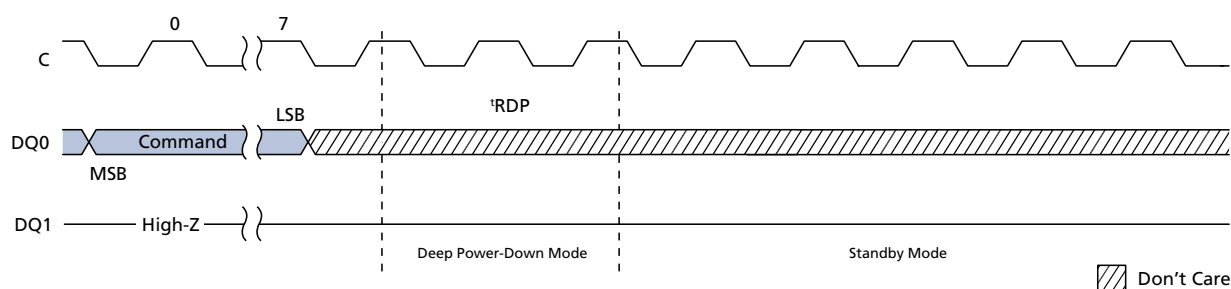 0 7
C
tRDP
LSB
DQ0 Command
MSB
DQ1 High-Z
Deep Power-Down Mode Standby Mode
Don't Care